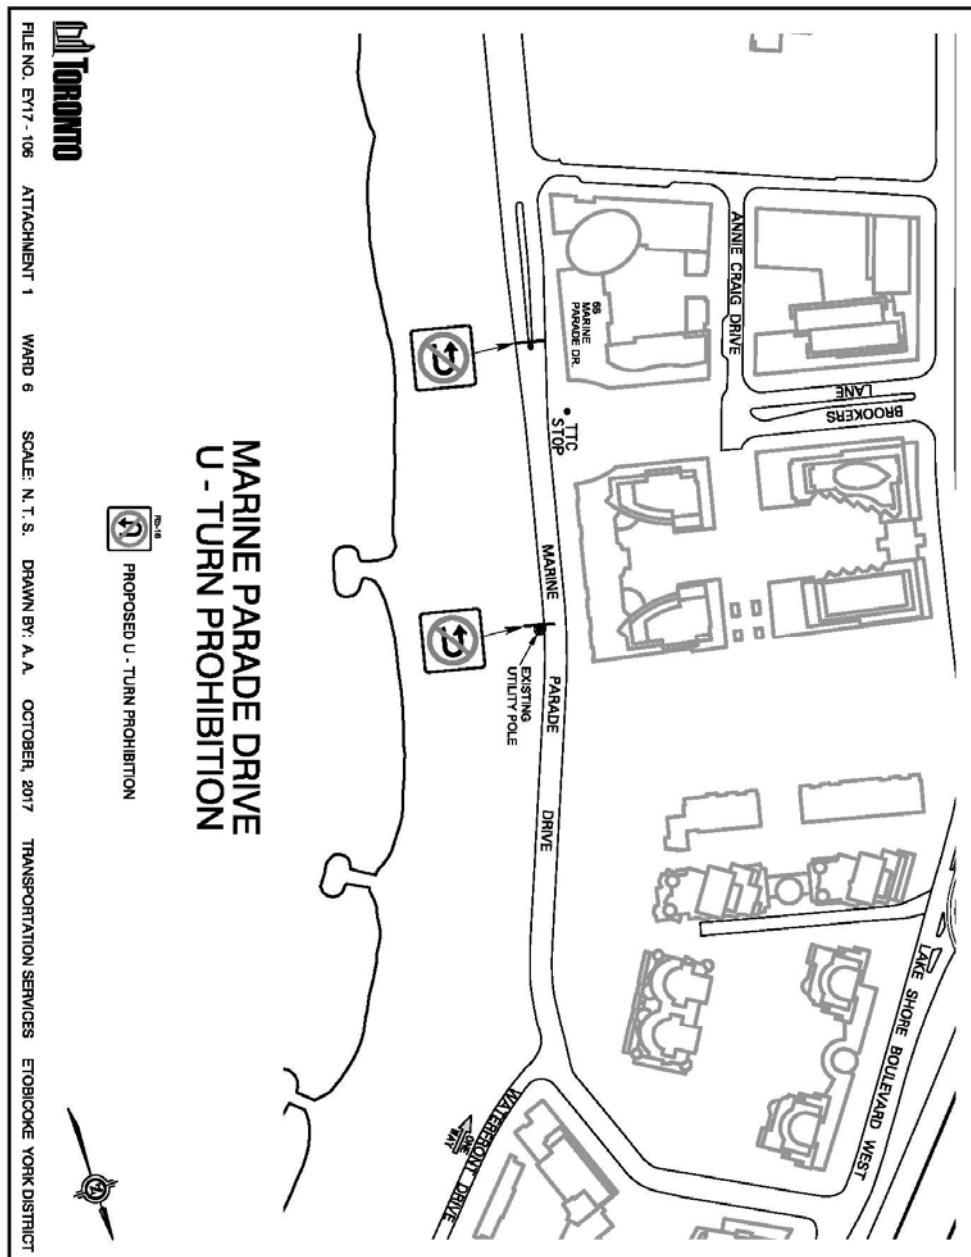 ANNIE CRAIG DRIVE
BROOKERS
LANE
65
MARINE
PARADE DR.
TTC
STOP
MARINE
PARADE
DRIVE
EXISTING
UTILITY POLE
LAKE SHORE BOULEVARD WEST
WATERFRONT DRIVE
ONE
WAY
MARINE PARADE DRIVE
U - TURN PROHIBITION
Rb-16
PROPOSED U - TURN PROHIBITION
N
TORONTO
FILE NO. EY17 - 106 ATTACHMENT 1 WARD 6 SCALE: N. T. S. DRAWN BY: A. A. OCTOBER, 2017 TRANSPORTATION SERVICES ETOBICOKE YORK DISTRICT